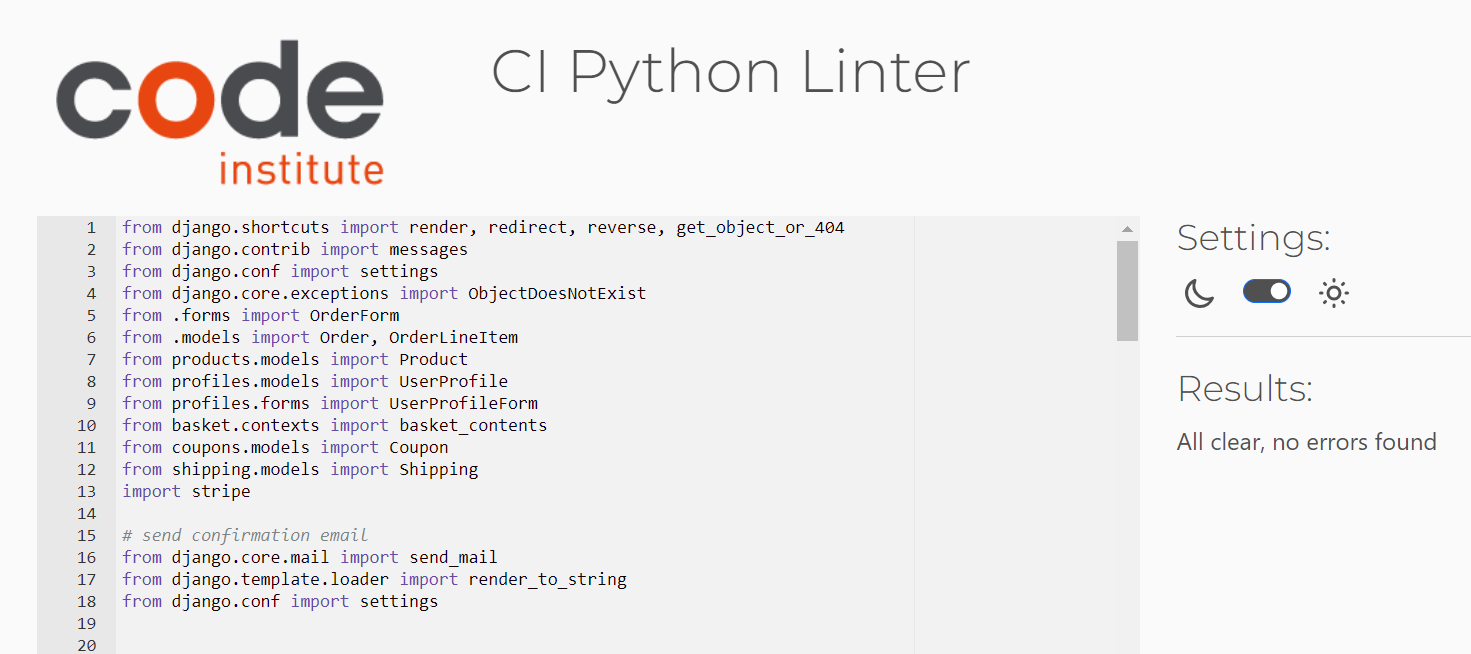 code
institute
CI Python Linter
1 from django.shortcuts import render, redirect, reverse, get_object_or_404
2 from django.contrib import messages
3 from django.conf import settings
4 from django.core.exceptions import ObjectDoesNotExist
5 from .forms import OrderForm
6 from .models import Order, OrderLineItem
7 from products.models import Product
8 from profiles.models import UserProfile
9 from profiles.forms import UserProfileForm
10 from basket.contexts import basket_contents
11 from coupons.models import Coupon
12 from shipping.models import Shipping
13 import stripe
14
15 # send confirmation email
16 from django.core.mail import send_mail
17 from django.template.loader import render_to_string
18 from django.conf import settings
19
20
Settings:
Results:
All clear, no errors found